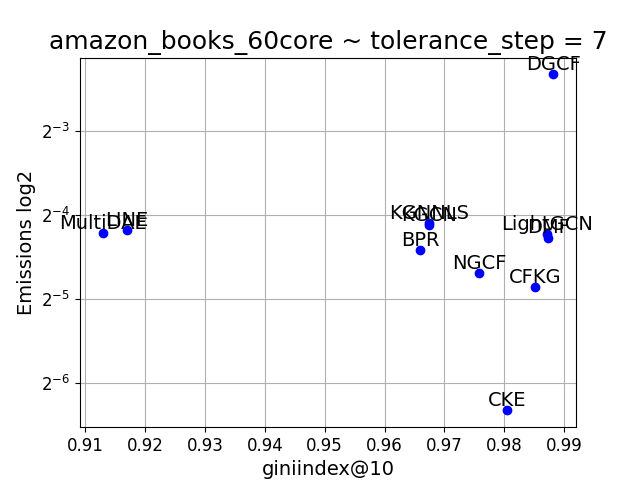 amazon_books_60core ~ tolerance_step = 7
DGCF
2⁻³
2⁻⁴
2⁻⁵
2⁻⁶
Emissions log2
MultiDAE
LINE
KGNNLS
KGCN
BPR
NGCF
LightGCN
DMF
CFKG
CKE
0.91 0.92 0.93 0.94 0.95 0.96 0.97 0.98 0.99
giniindex@10